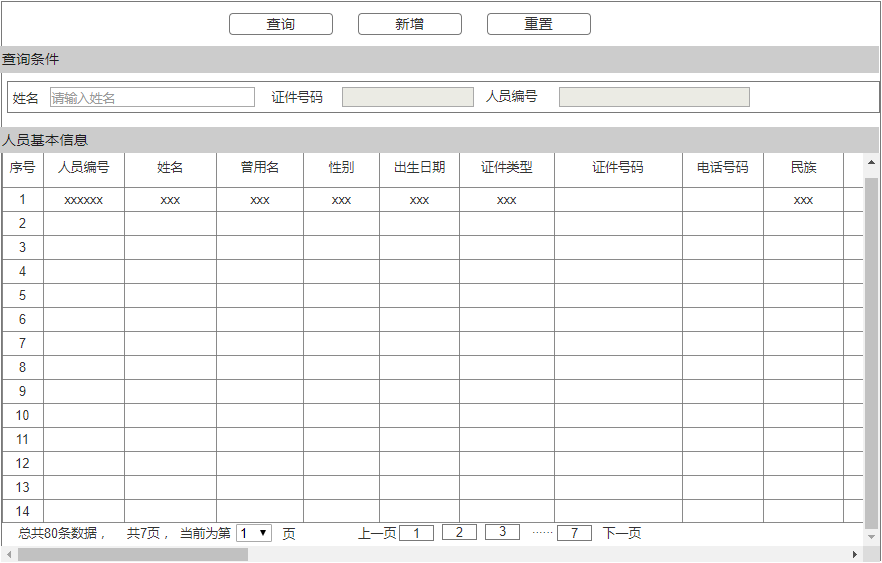 查询 新增 重置
查询条件
姓名 请输入姓名 证件号码 人员编号
人员基本信息
序号 人员编号 姓名 曾用名 性别 出生日期 证件类型 证件号码 电话号码 民族
1 xxxxxx xxx xxx xxx xxx xxx xxx
2
3
4
5
6
7
8
9
10
11
12
13
14
总共80条数据， 共7页， 当前为第 1 页 上一页 1 2 3 …… 7 下一页